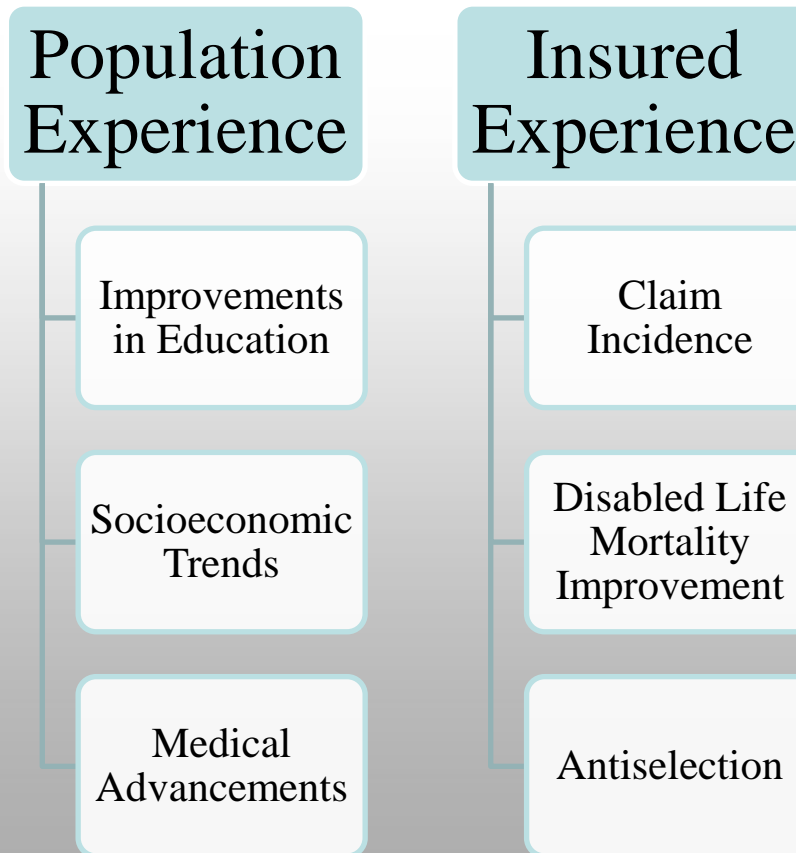 Population
Experience
Improvements
in Education
Socioeconomic
Trends
Medical
Advancements
Insured
Experience
Claim
Incidence
Disabled Life
Mortality
Improvement
Antiselection